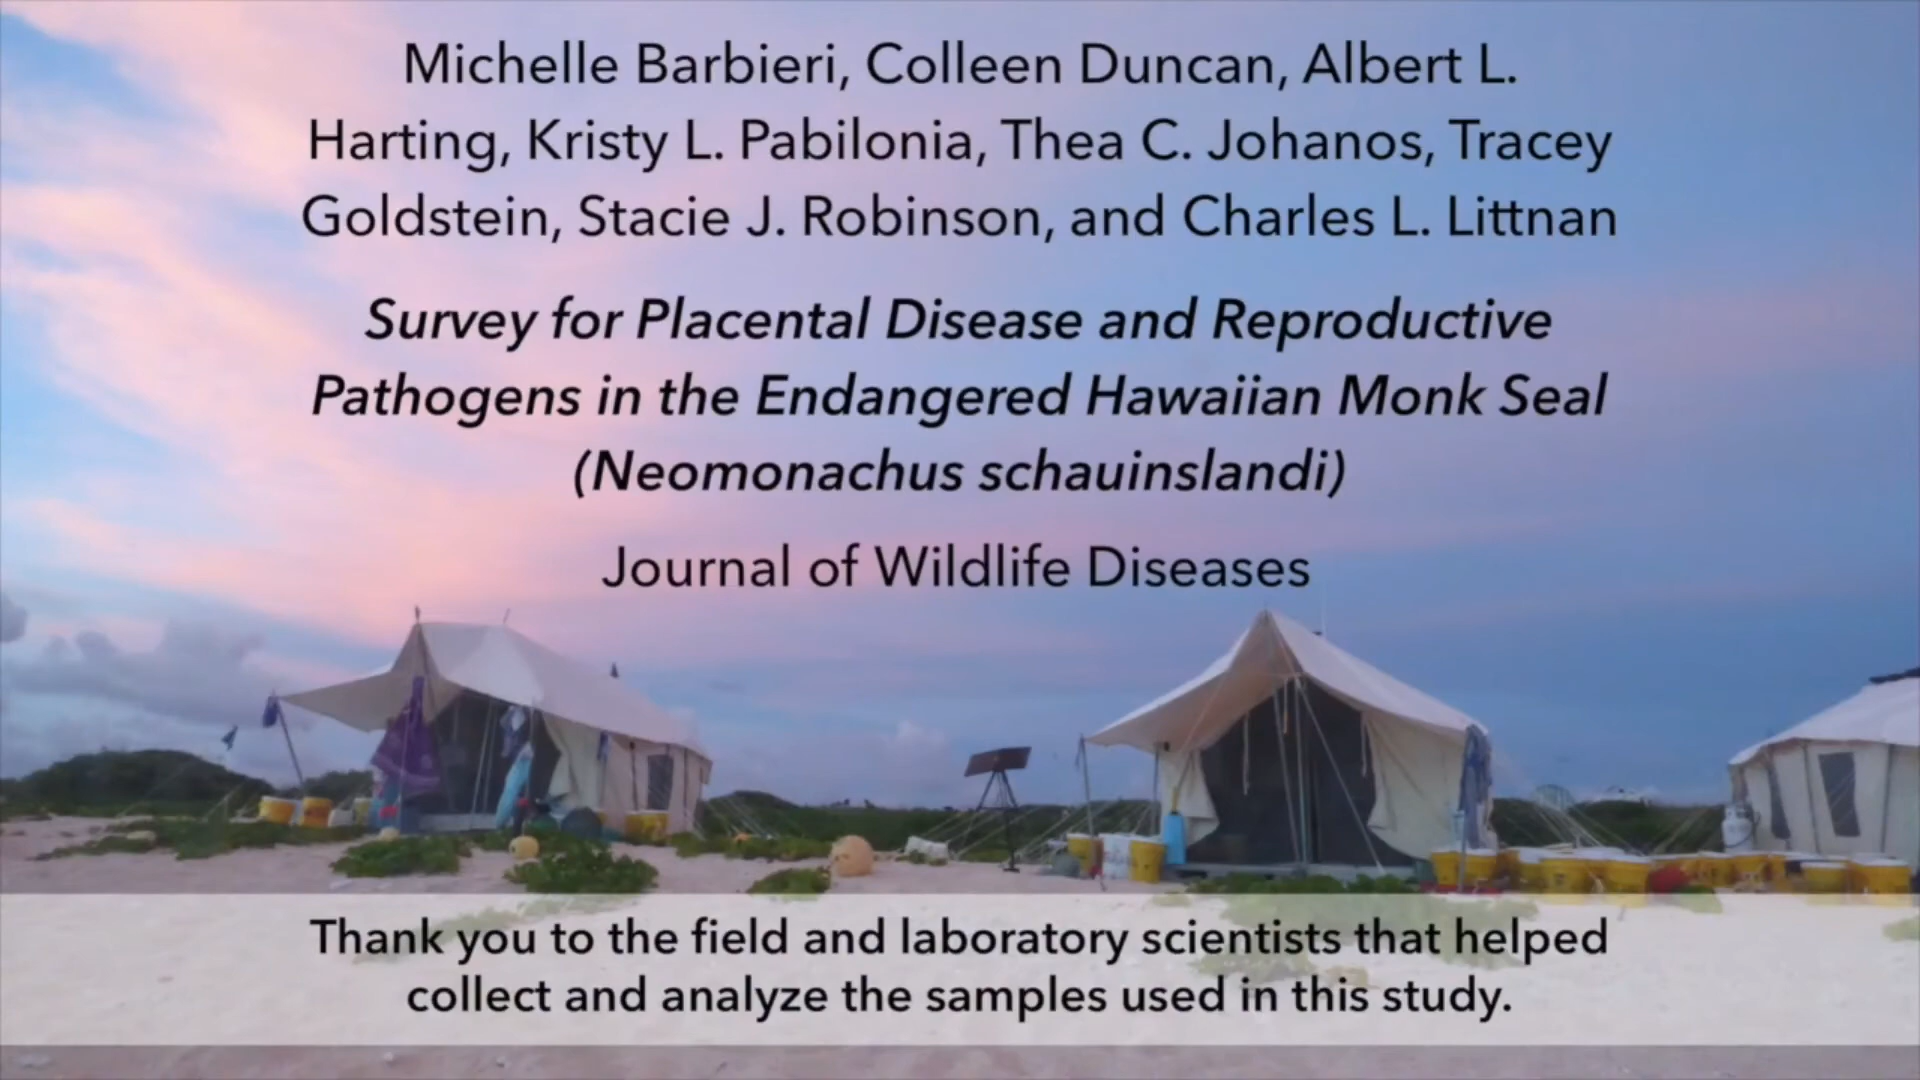 Michelle Barbieri, Colleen Duncan, Albert L.
Harting, Kristy L. Pabilonia, Thea C. Johanos, Tracey
Goldstein, Stacie J. Robinson, and Charles L. Littnan
Survey for Placental Disease and Reproductive
Pathogens in the Endangered Hawaiian Monk Seal
(Neomonachus schauinslandi)
Journal of Wildlife Diseases
Thank you to the field and laboratory scientists that helped
collect and analyze the samples used in this study.